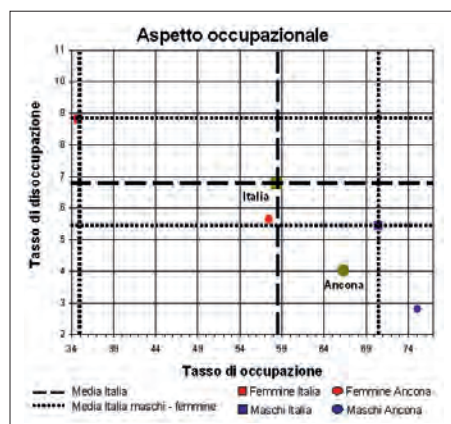 Aspetto occupazionale
Tasso di disoccupazione
11
10
9
8
7
6
5
4
3
2
Italia
Ancona
34 39 44 49 54 59 64 69 74
Tasso di occupazione
Media Italia
Media Italia maschi - femmine
Femmine Italia
Femmine Ancona
Maschi Italia
Maschi Ancona